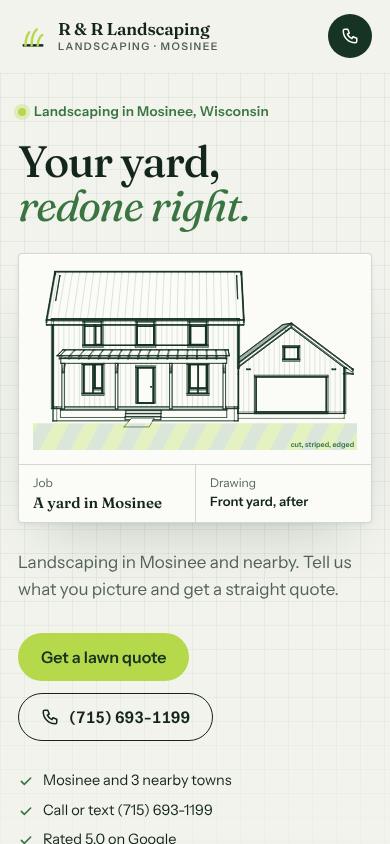 R & R Landscaping
LANDSCAPING · MOSINEE
Landscaping in Mosinee, Wisconsin
Your yard,
redone right.
cut, striped, edged
Job
A yard in Mosinee
Drawing
Front yard, after
Landscaping in Mosinee and nearby. Tell us
what you picture and get a straight quote.
Get a lawn quote
(715) 693-1199
Mosinee and 3 nearby towns
Call or text (715) 693-1199
Rated 5.0 on Google